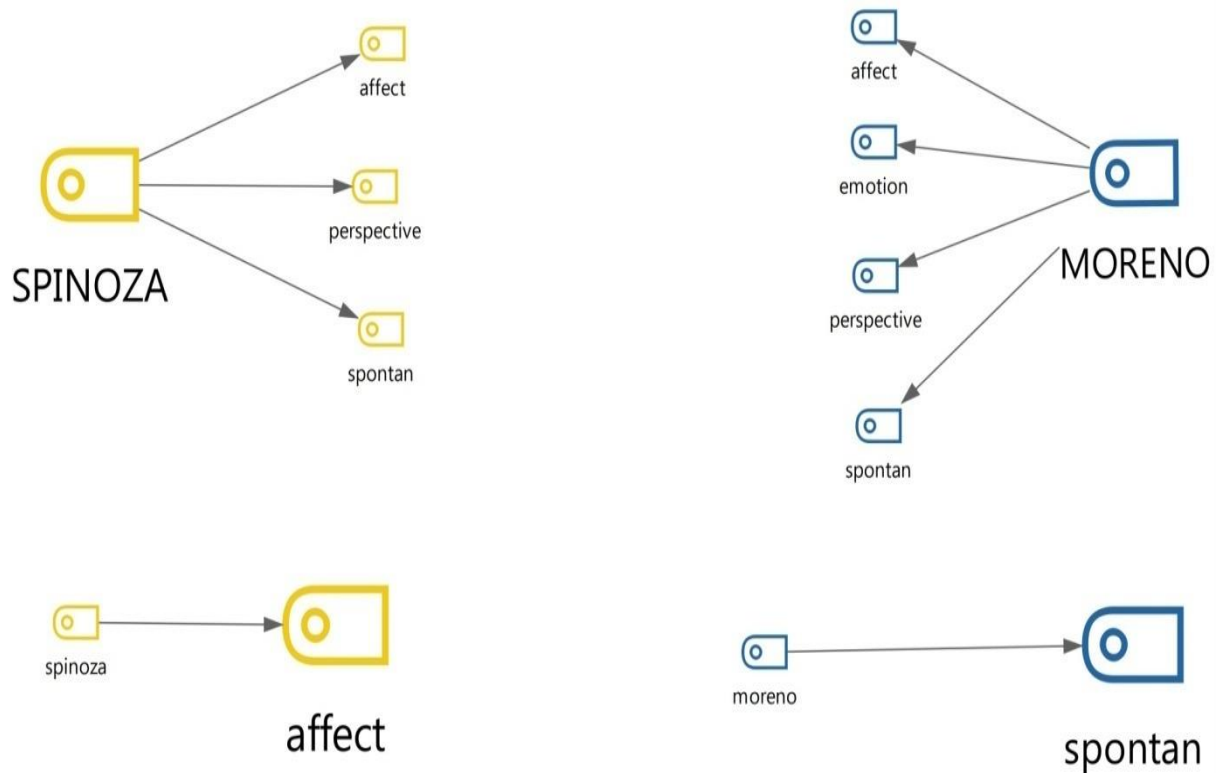 affect
perspective
SPINOZA
spontan
affect
emotion
MORENO
perspective
spontan
spinoza
affect
moreno
spontan